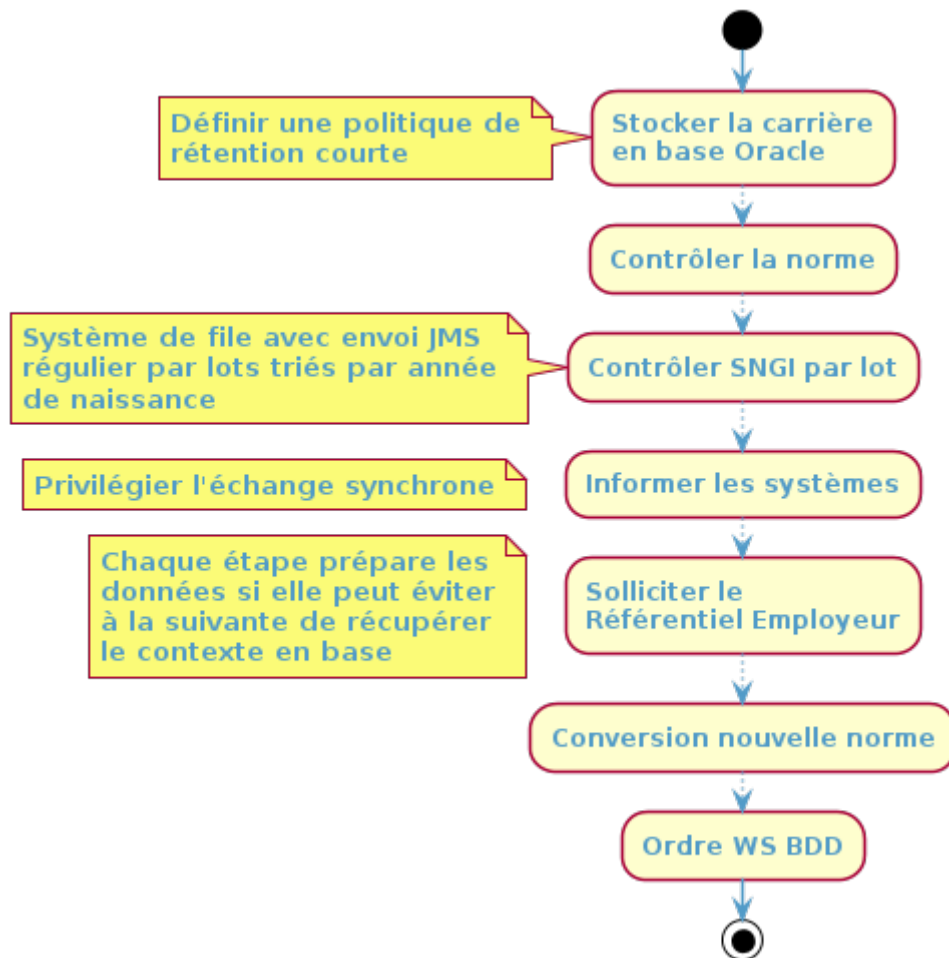 Définir une politique de
rétention courte
Stocker la carrière
en base Oracle
Contrôler la norme
Système de file avec envoi JMS
régulier par lots triés par année
de naissance
Contrôler SNGI par lot
Privilégier l'échange synchrone
Informer les systèmes
Chaque étape prépare les
données si elle peut éviter
à la suivante de récupérer
le contexte en base
Solliciter le
Référentiel Employeur
Conversion nouvelle norme
Ordre WS BDD